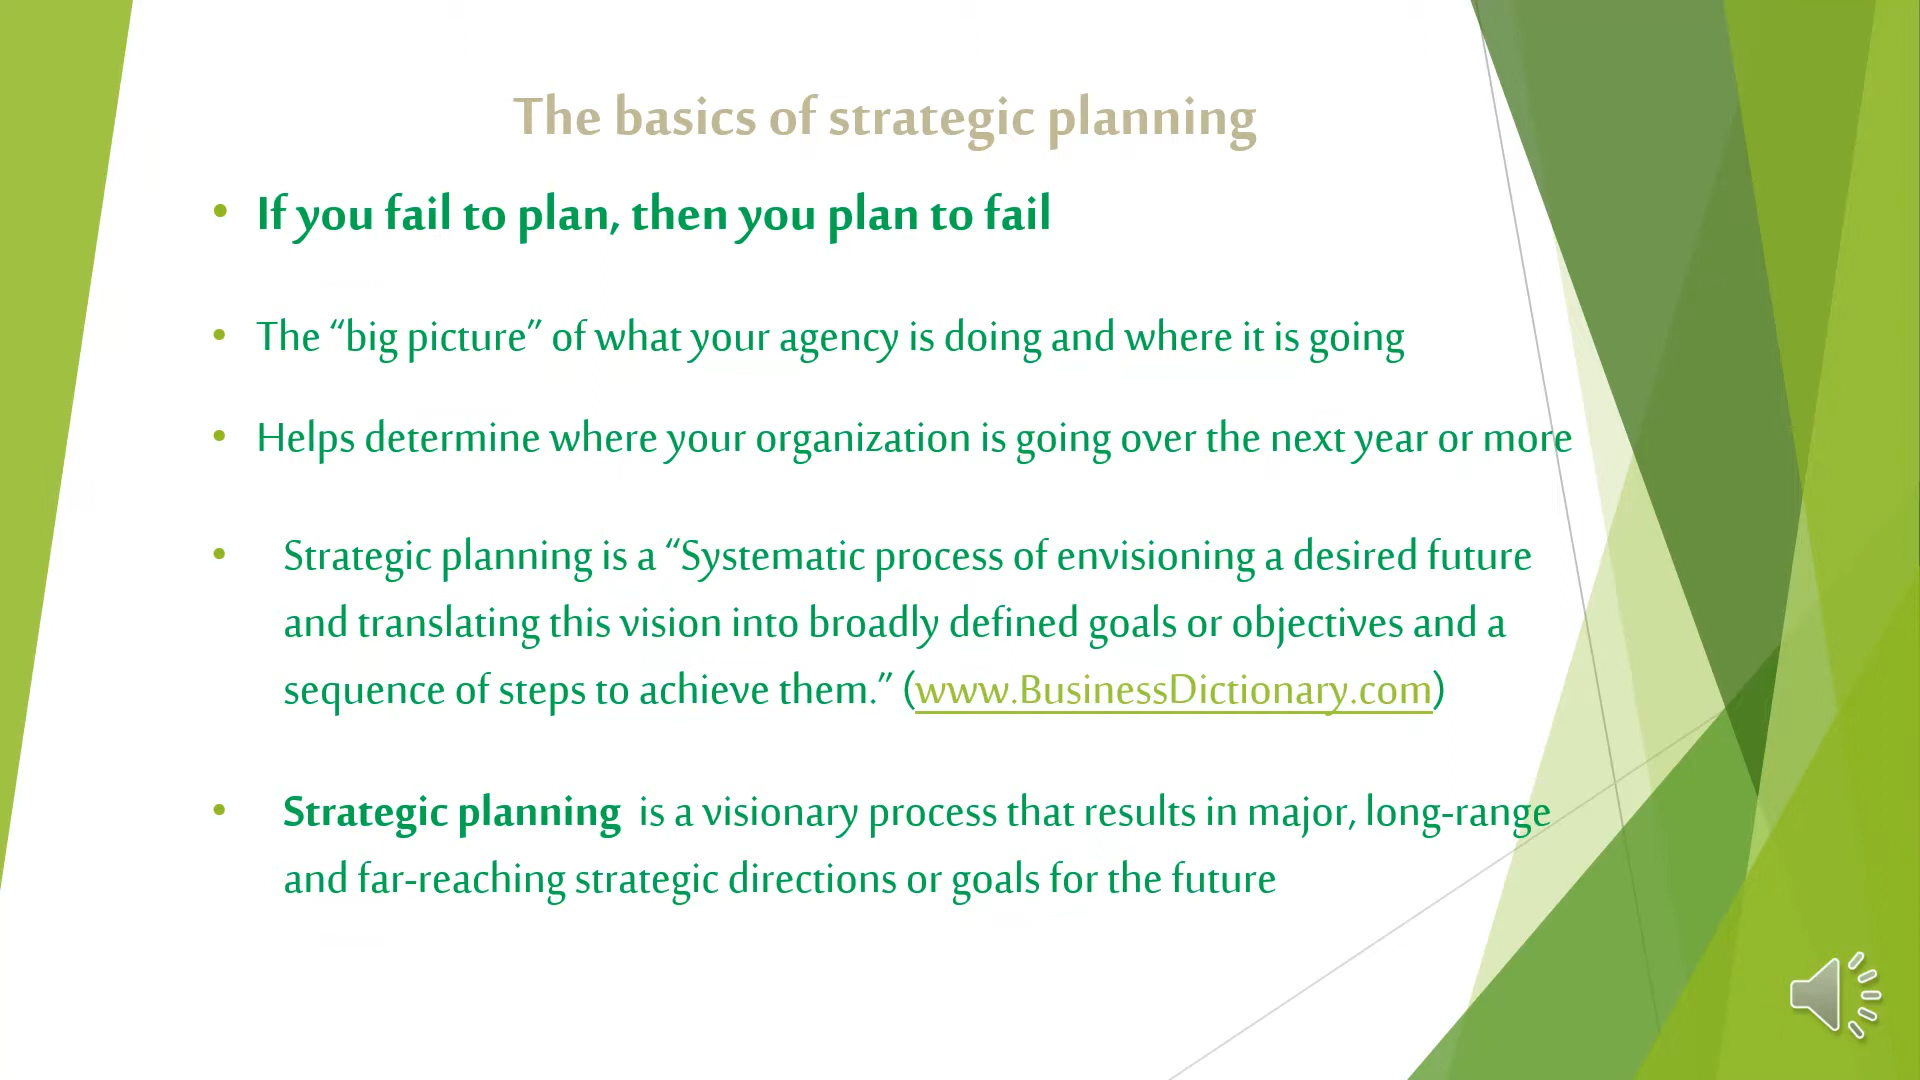 The basics of strategic planning
• If you fail to plan, then you plan to fail
• The “big picture” of what your agency is doing and where it is going
• Helps determine where your organization is going over the next year or more
• Strategic planning is a “Systematic process of envisioning a desired future
and translating this vision into broadly defined goals or objectives and a
sequence of steps to achieve them.” (www.BusinessDictionary.com)
• Strategic planning is a visionary process that results in major, long-range
and far-reaching strategic directions or goals for the future